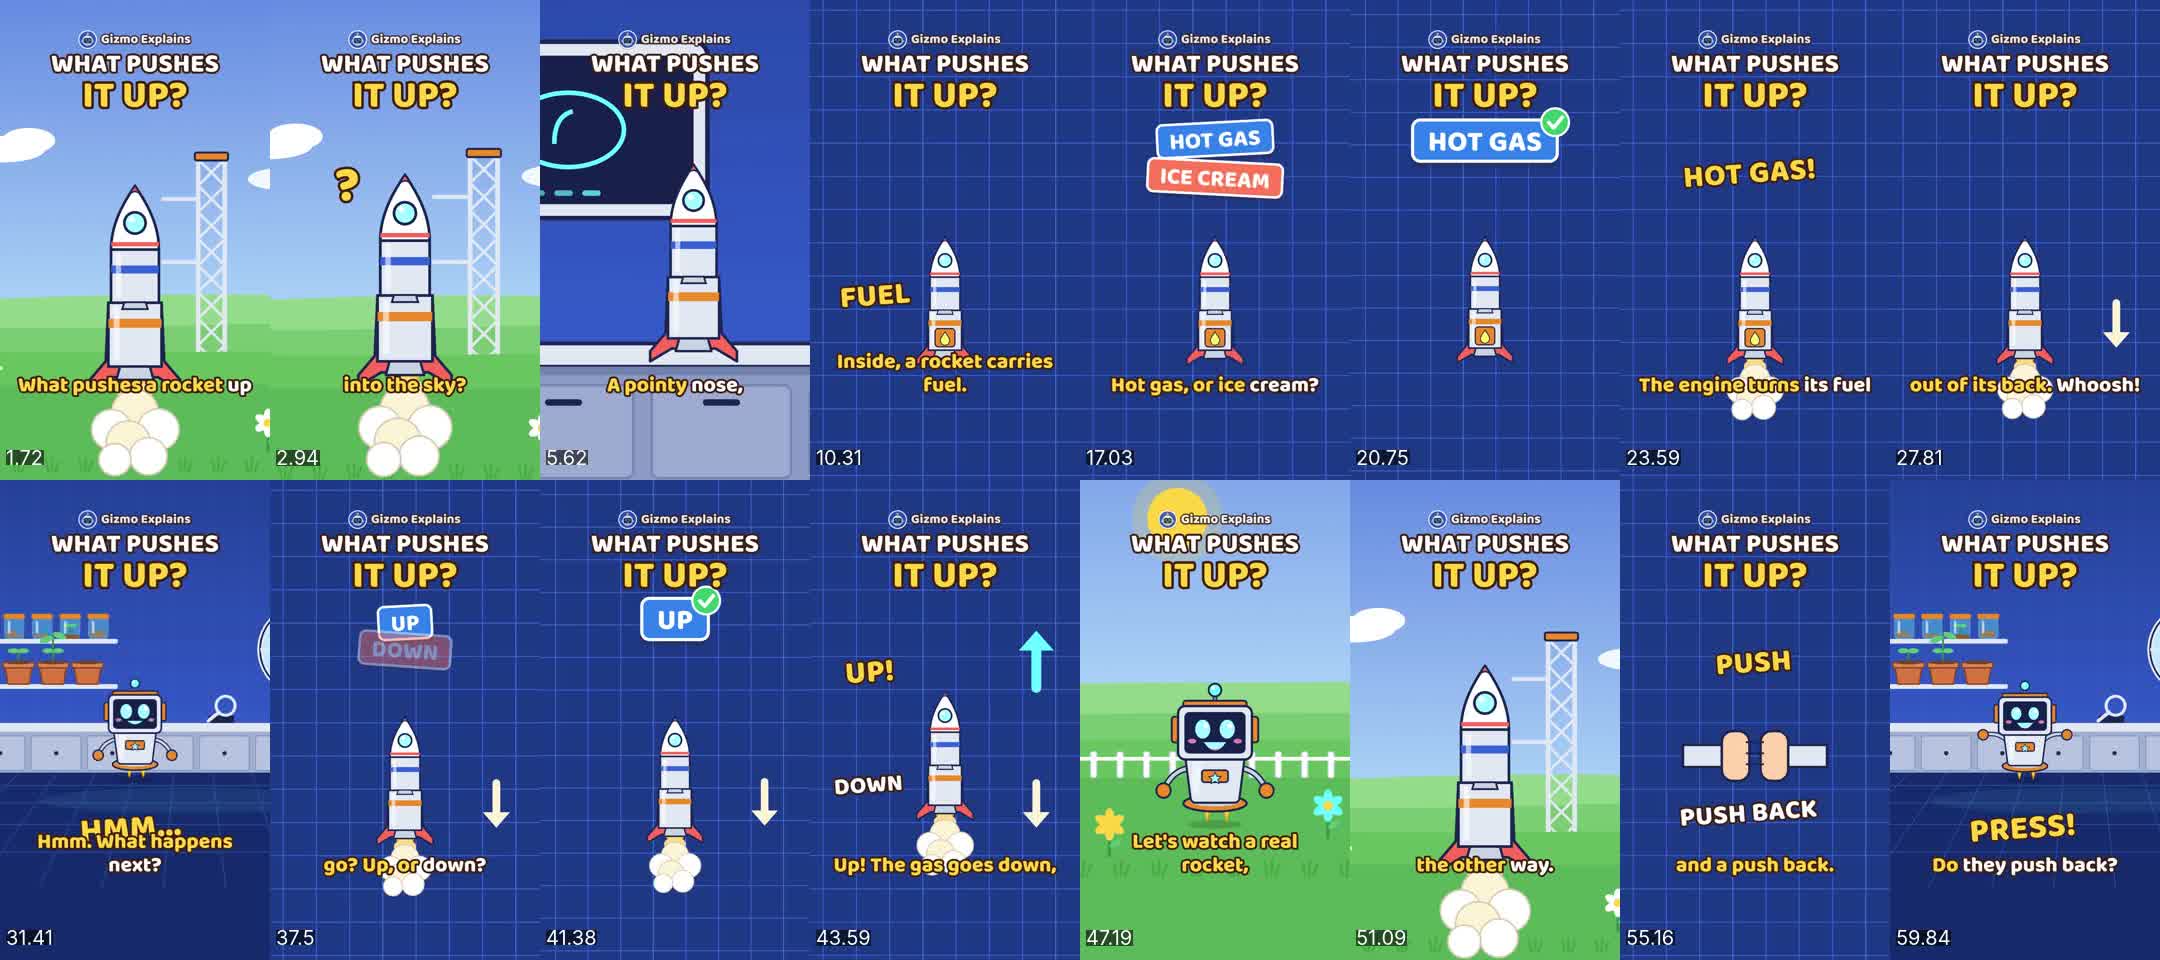 Gizmo Explains
WHAT PUSHES
IT UP?
What pushes a rocket up
1.72
Gizmo Explains
WHAT PUSHES
IT UP?
?
into the sky?
2.94
Gizmo Explains
WHAT PUSHES
IT UP?
A pointy nose,
5.62
Gizmo Explains
WHAT PUSHES
IT UP?
FUEL
Inside, a rocket carries
fuel.
10.31
Gizmo Explains
WHAT PUSHES
IT UP?
HOT GAS
ICE CREAM
Hot gas, or ice cream?
17.03
Gizmo Explains
WHAT PUSHES
IT UP?
HOT GAS
20.75
Gizmo Explains
WHAT PUSHES
IT UP?
HOT GAS!
The engine turns its fuel
23.59
Gizmo Explains
WHAT PUSHES
IT UP?
out of its back. Whoosh!
27.81
Gizmo Explains
WHAT PUSHES
IT UP?
HMM...
Hmm. What happens
next?
31.41
Gizmo Explains
WHAT PUSHES
IT UP?
UP
DOWN
go? Up, or down?
37.5
Gizmo Explains
WHAT PUSHES
IT UP?
UP
41.38
Gizmo Explains
WHAT PUSHES
IT UP?
UP!
DOWN
Up! The gas goes down,
43.59
Gizmo Explains
WHAT PUSHES
IT UP?
Let's watch a real
rocket,
47.19
Gizmo Explains
WHAT PUSHES
IT UP?
the other way.
51.09
Gizmo Explains
WHAT PUSHES
IT UP?
PUSH
PUSH BACK
and a push back.
55.16
Gizmo Explains
WHAT PUSHES
IT UP?
PRESS!
Do they push back?
59.84